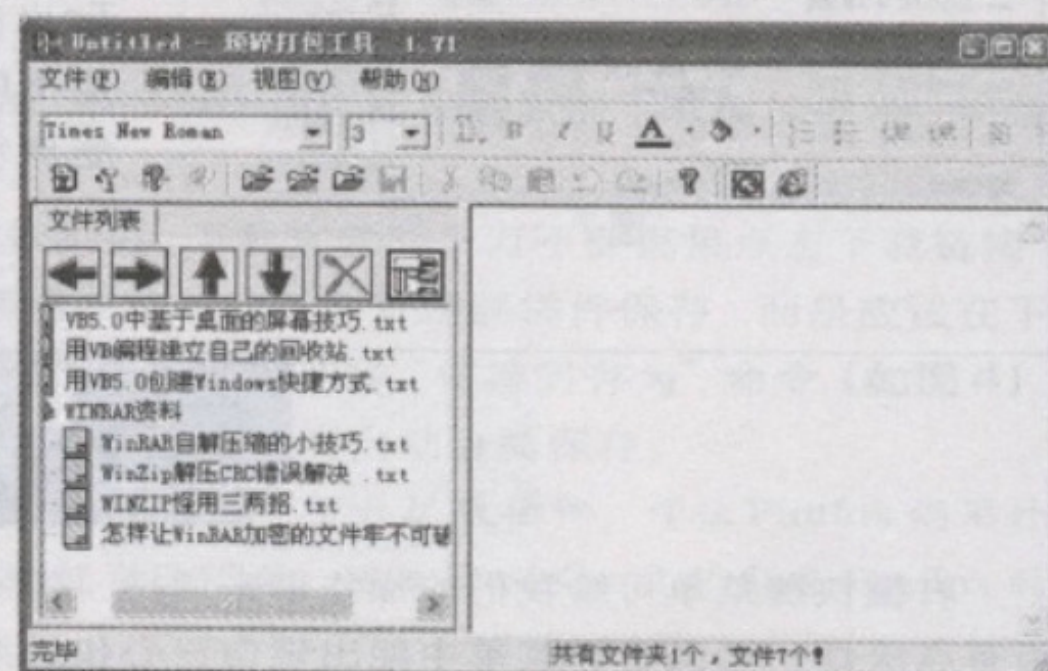 Untitled - 琐碎打包工具 1.71
文件(F) 编辑(E) 视图(V) 帮助(H)
Times New Roman 3
文件列表
VB5.0中基于桌面的屏幕技巧.txt
用VB编程建立自己的回收站.txt
用VB5.0创建Windows快捷方式.txt
WINRAR资料
WinRAR自解压缩的小技巧.txt
WinZip解压CRC错误解决 .txt
WINZIP怪用三两招.txt
怎样让WinRAR加密的文件牢不可破
完毕
共有文件夹1个，文件7个!